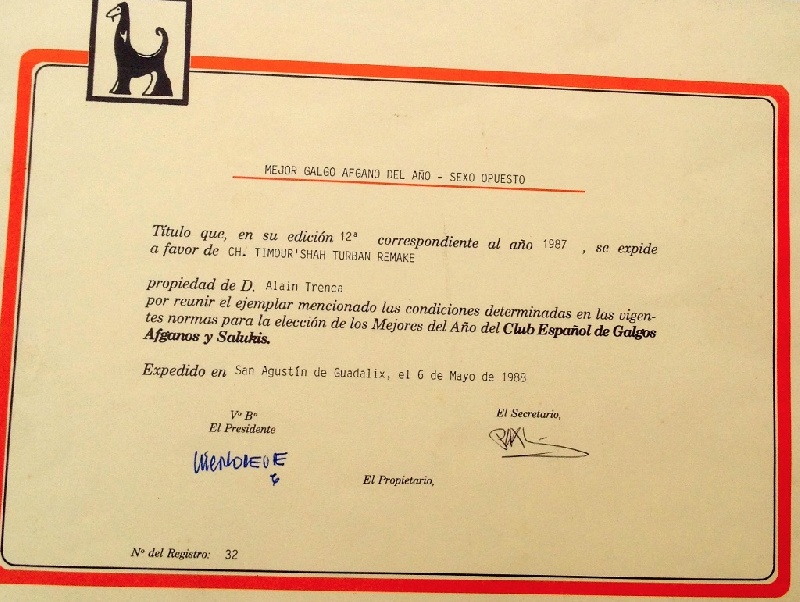 MEJOR GALGO AFGANO DEL AÑO - SEXO OPUESTO
Título que, en su edición 12ª correspondiente al año 1987 , se expide
a favor de CH. TIMOUR'SHAH TURBAN REMAKE
propiedad de D. Alain Trenca
por reunir el ejemplar mencionado las condiciones determinadas en las vigen-
tes normas para la elección de los Mejores del Año del Club Español de Galgos
Afganos y Salukis.
Expedido en San Agustín de Guadalix, el 6 de Mayo de 1988
Vº Bº
El Presidente
El Secretario,
El Propietario,
Nº del Registro: 32